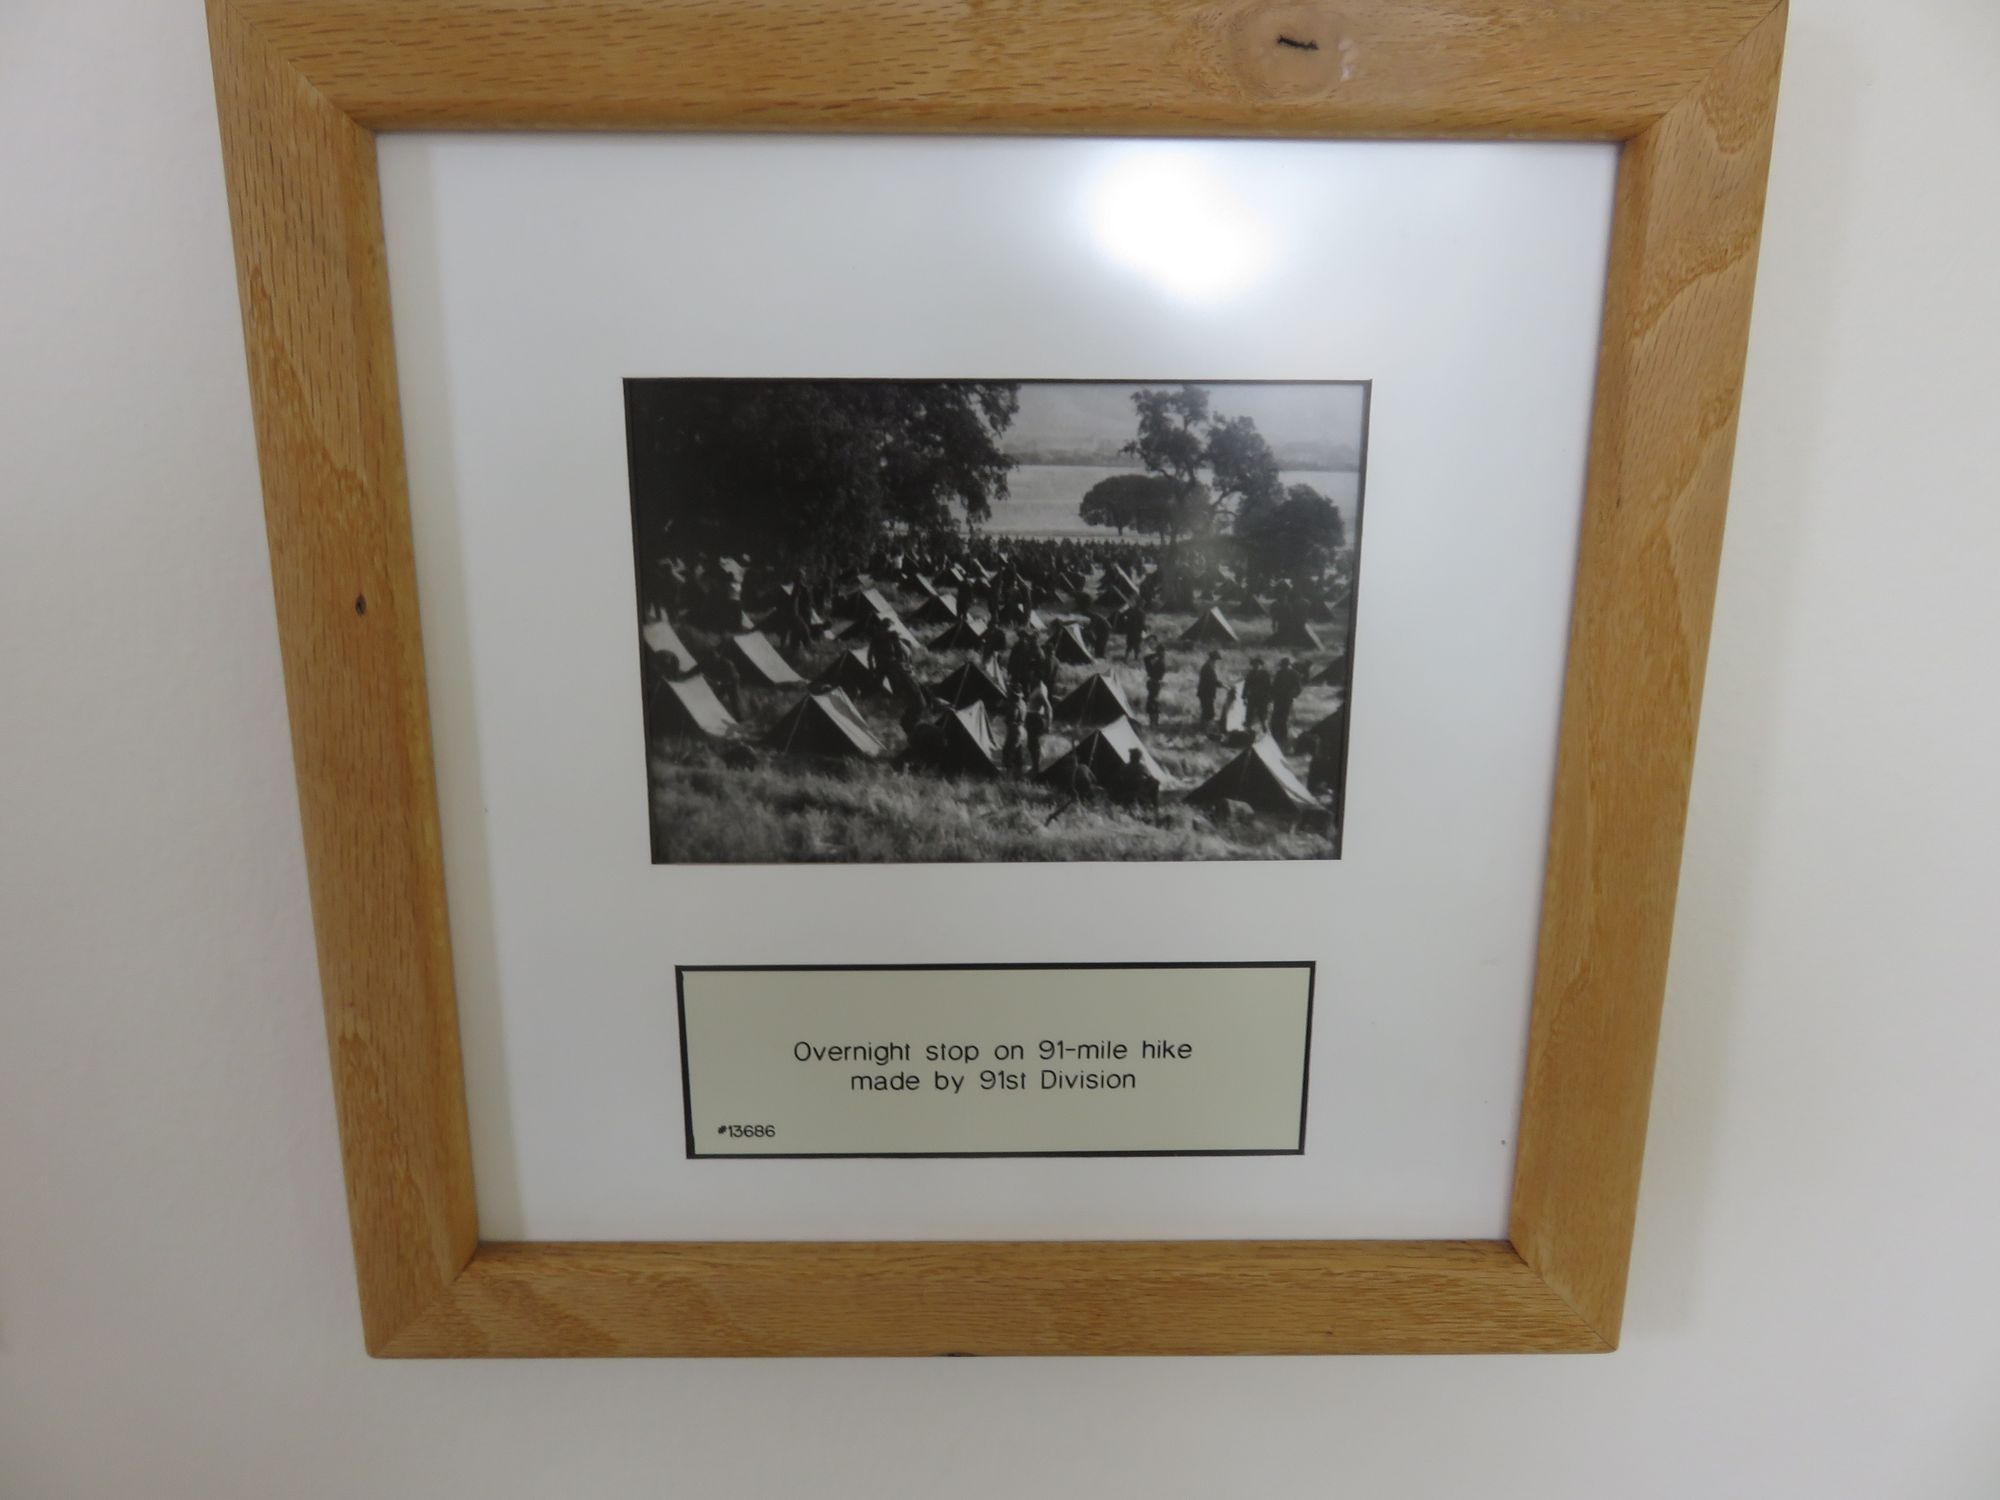 Overnight stop on 91-mile hike
made by 91st Division
#13686